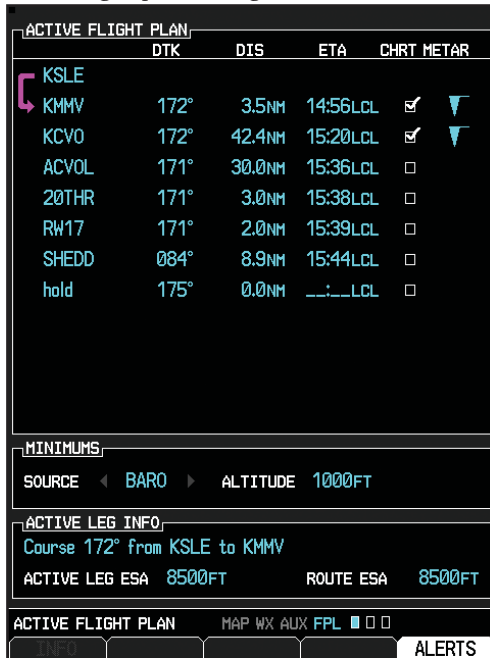 ACTIVE FLIGHT PLAN
DTK DIS ETA CHRT METAR
KSLE
KMMV 172° 3.5NM 14:56LCL
KCVO 172° 42.4NM 15:20LCL
ACVOL 171° 30.0NM 15:36LCL
20THR 171° 3.0NM 15:38LCL
RW17 171° 2.0NM 15:39LCL
SHEDD 084° 8.9NM 15:44LCL
hold 175° 0.0NM __:__LCL
MINIMUMS
SOURCE BARO ALTITUDE 1000FT
ACTIVE LEG INFO
Course 172° from KSLE to KMMV
ACTIVE LEG ESA 8500FT ROUTE ESA 8500FT
ACTIVE FLIGHT PLAN MAP WX AUX FPL
INFO ALERTS